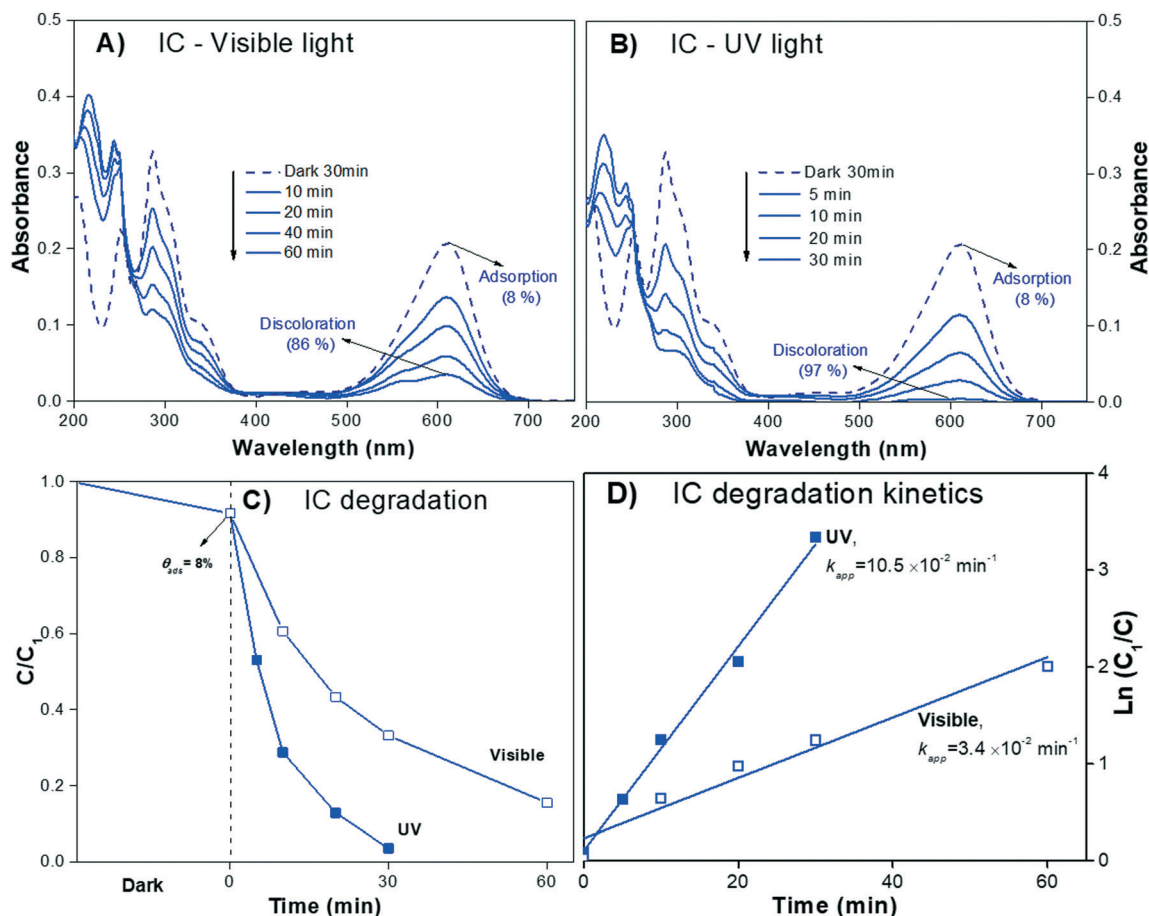 A) IC - Visible light
0.5
0.4
0.3
0.2
0.1
0.0
Absorbance
Dark 30min
10 min
20 min
40 min
60 min
Adsorption
(8 %)
Discoloration
(86 %)
200 300 400 500 600 700
Wavelength (nm)
B) IC - UV light
0.5
0.4
0.3
0.2
0.1
0.0
Absorbance
Dark 30min
5 min
10 min
20 min
30 min
Adsorption
(8 %)
Discoloration
(97 %)
200 300 400 500 600 700
Wavelength (nm)
C) IC degradation
1.0
0.8
0.6
0.4
0.2
0.0
C/C₁
θads = 8%
Visible
UV
Dark
0 30 60
Time (min)
D) IC degradation kinetics
4
3
2
1
0
Ln (C₁/C)
UV,
kapp=10.5 ×10⁻² min⁻¹
Visible,
kapp=3.4 ×10⁻² min⁻¹
0 20 40 60
Time (min)